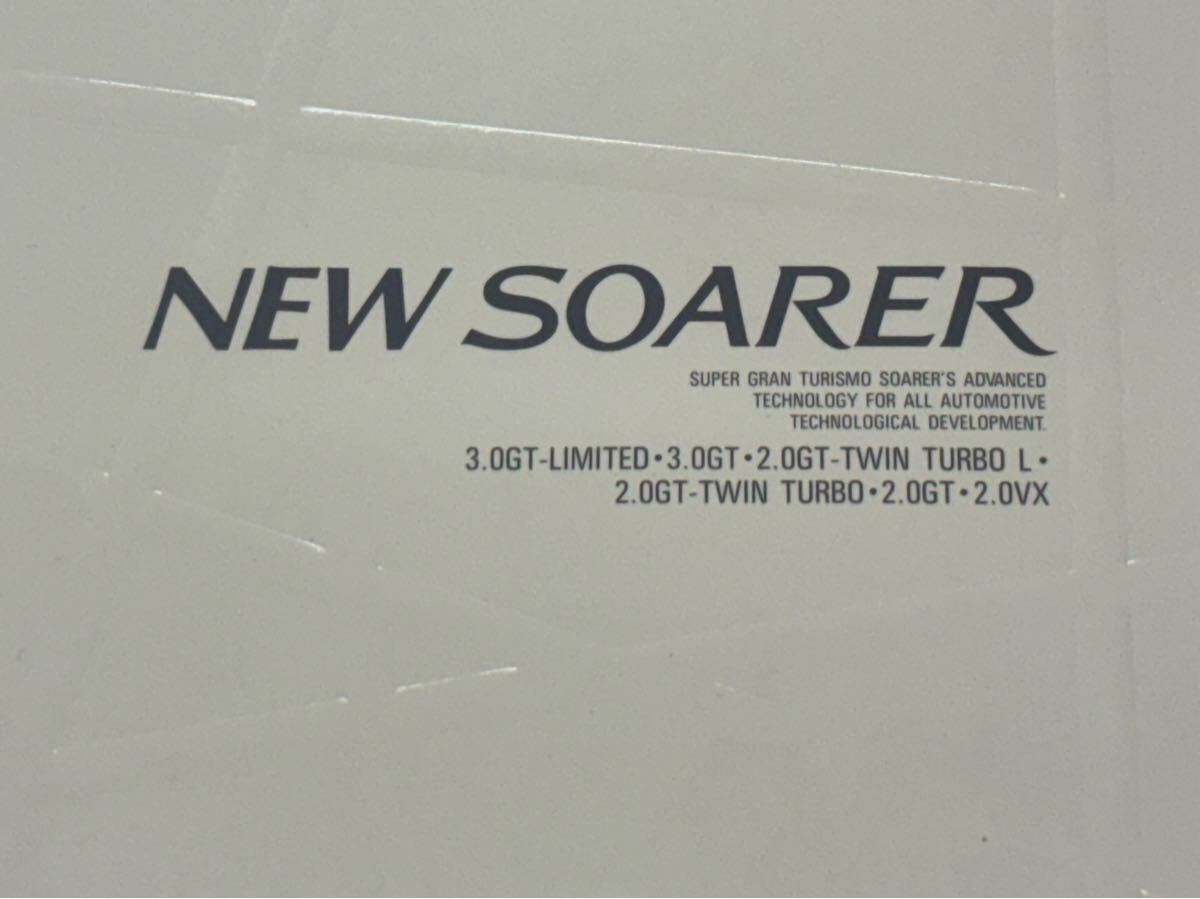 NEW SOARER
SUPER GRAN TURISMO SOARER'S ADVANCED
TECHNOLOGY FOR ALL AUTOMOTIVE
TECHNOLOGICAL DEVELOPMENT.
3.0GT-LIMITED•3.0GT•2.0GT-TWIN TURBO L•
2.0GT-TWIN TURBO•2.0GT•2.0VX